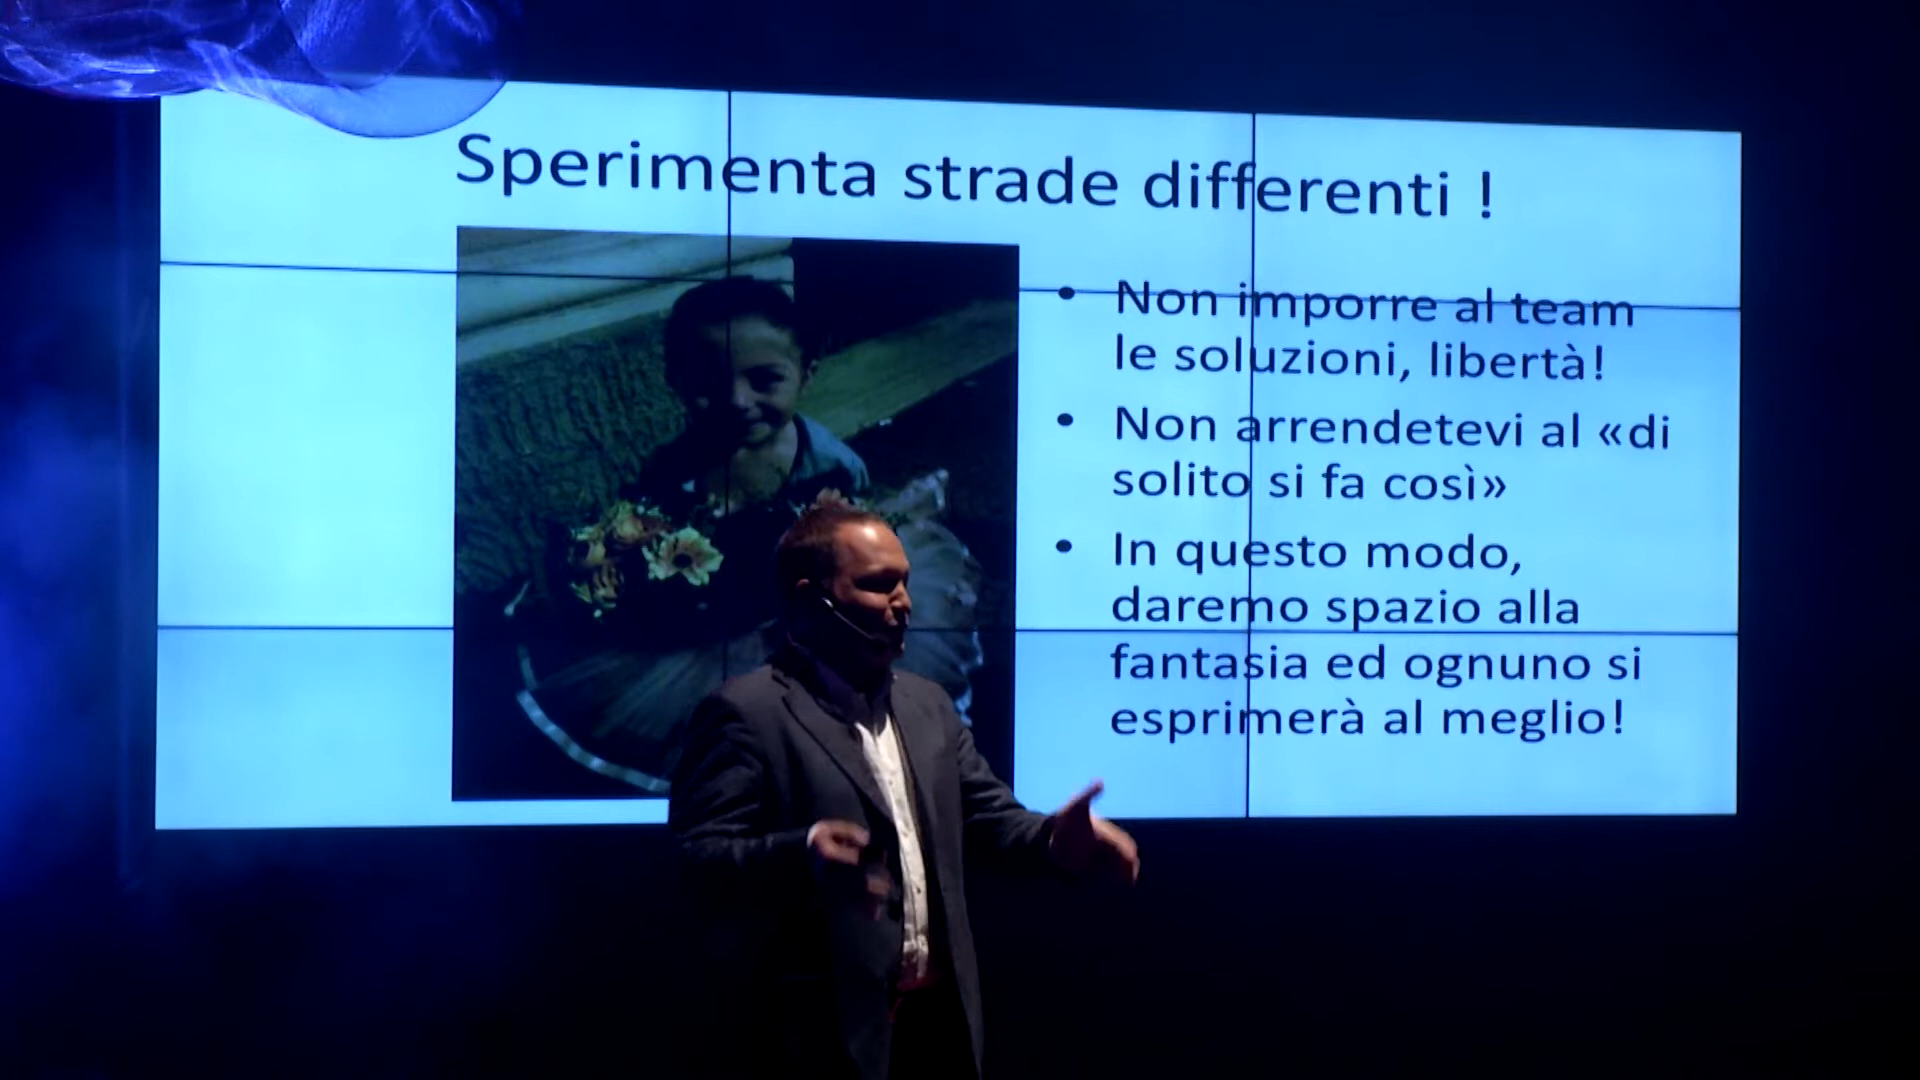 Sperimenta strade differenti !
• Non imporre al team
le soluzioni, libertà!
• Non arrendetevi al «di
solito si fa così»
• In questo modo,
daremo spazio alla
fantasia ed ognuno si
esprimerà al meglio!